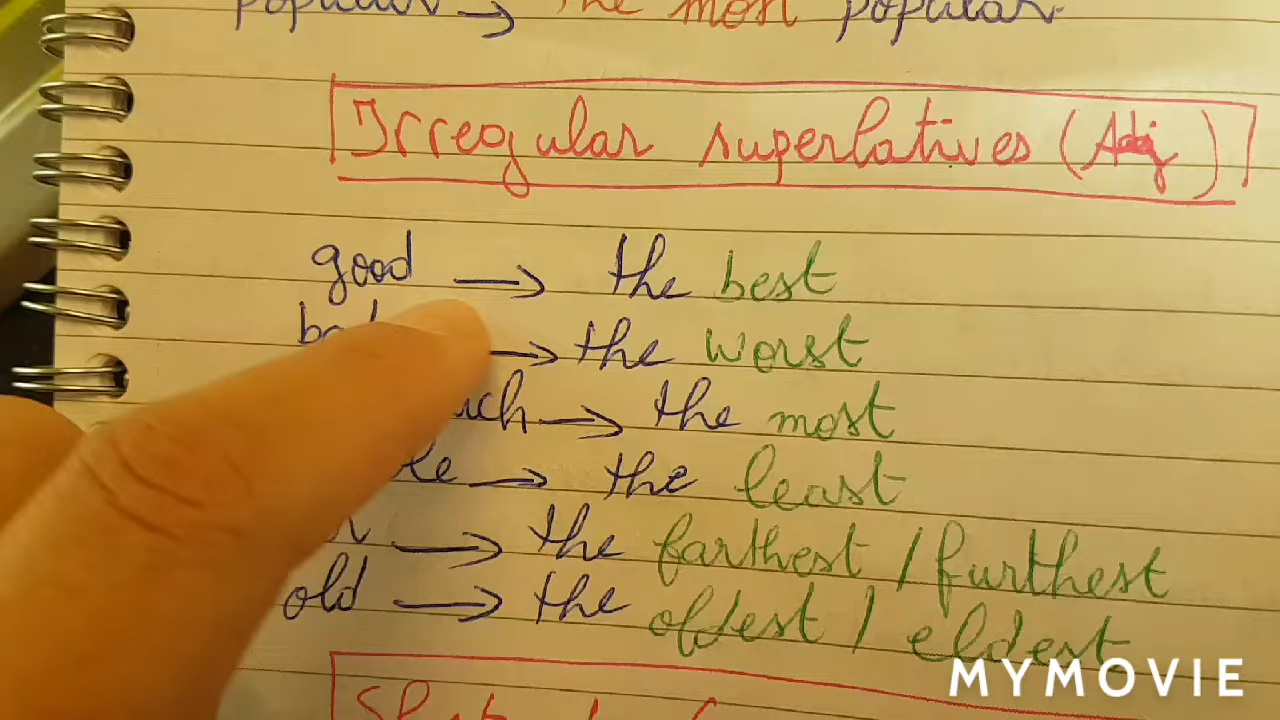 popular → the most popular
Irregular superlatives (Adj)
good → the best
→ the worst
→ the most
→ the least
→ the farthest / furthest
old → the oldest / eldest
MYMOVIE